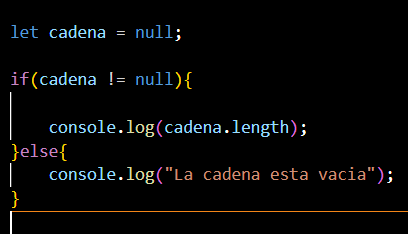 let cadena = null;
if(cadena != null){
console.log(cadena.length);
}else{
console.log("La cadena esta vacia");
}